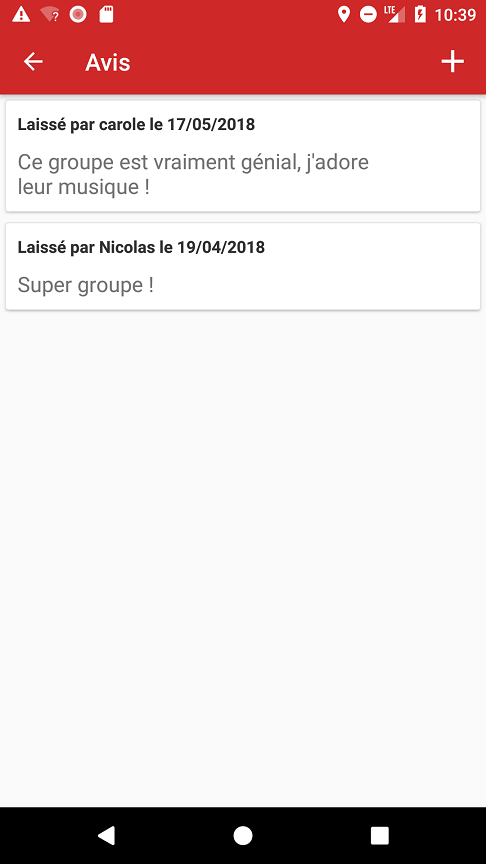 LTE 10:39
Avis
Laissé par carole le 17/05/2018
Ce groupe est vraiment génial, j'adore
leur musique !
Laissé par Nicolas le 19/04/2018
Super groupe !